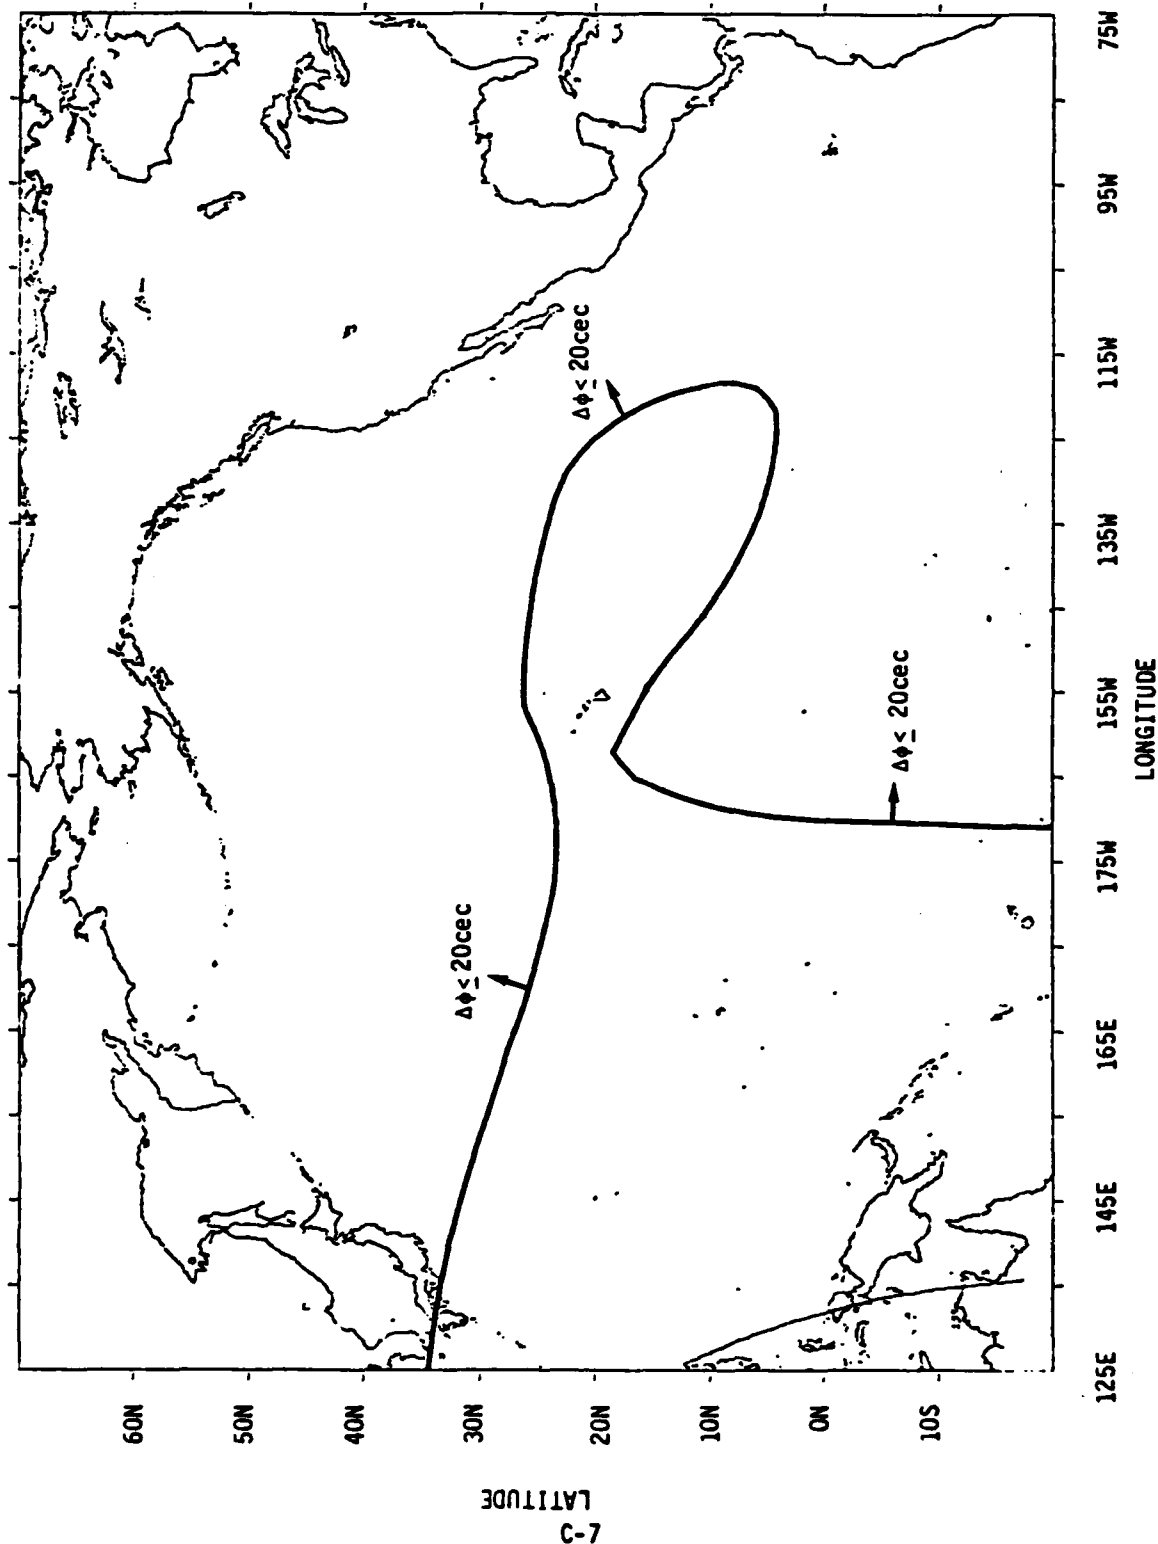 Δφ≤20cec
Δφ≤20cec
Δφ≤20cec
60N
50N
40N
30N
20N
10N
0N
10S
LATITUDE
125E
145E
165E
175W
155W
135W
115W
95W
75W
LONGITUDE
C-7